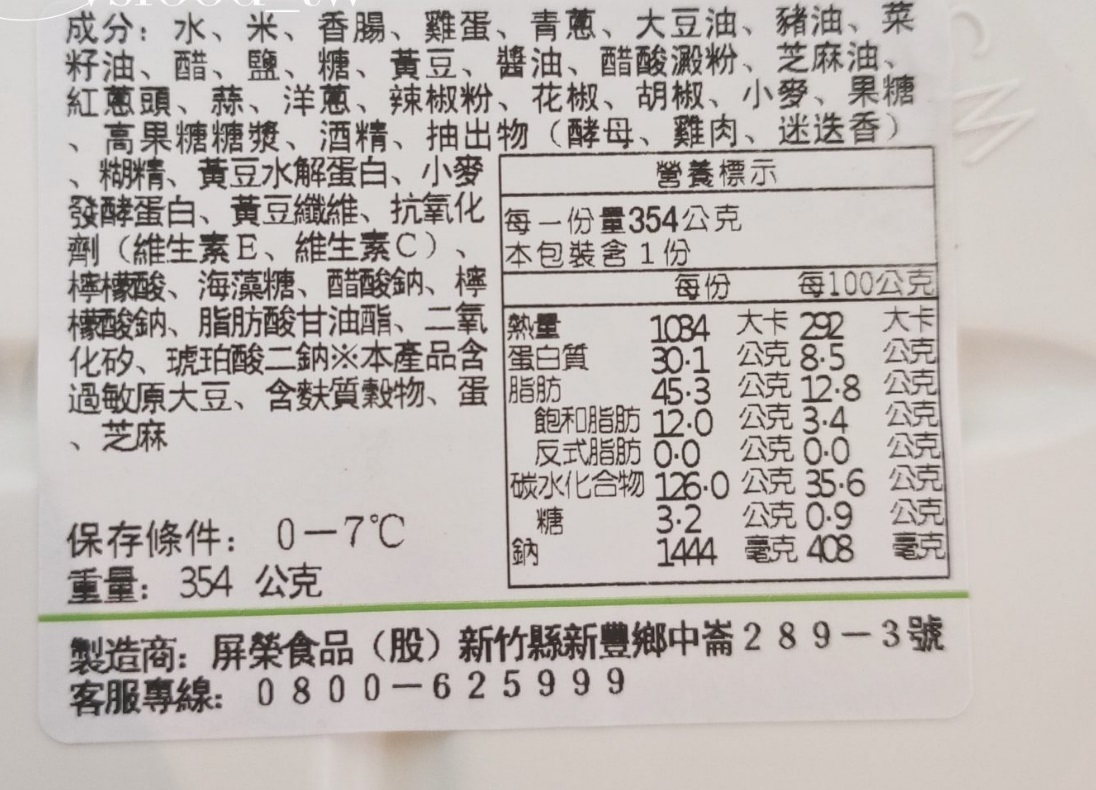 成分：水、米、香腸、雞蛋、青蔥、大豆油、豬油、菜
籽油、醋、鹽、糖、黃豆、醬油、醋酸澱粉、芝麻油、
紅蔥頭、蒜、洋蔥、辣椒粉、花椒、胡椒、小麥、果糖
、高果糖糖漿、酒精、抽出物（酵母、雞肉、迷迭香）
、糊精、黃豆水解蛋白、小麥
發酵蛋白、黃豆纖維、抗氧化
劑（維生素E、維生素C）、
檸檬酸、海藻糖、醋酸鈉、檸
檬酸鈉、脂肪酸甘油酯、二氧
化矽、琥珀酸二鈉※本產品含
過敏原大豆、含麩質穀物、蛋
、芝麻
營養標示
每一份量354公克
本包裝含1份
每份 每100公克
熱量 1034 大卡 292 大卡
蛋白質 30.1 公克 8.5 公克
脂肪 45.3 公克 12.8 公克
飽和脂肪 12.0 公克 3.4 公克
反式脂肪 0.0 公克 0.0 公克
碳水化合物 126.0 公克 35.6 公克
糖 3.2 公克 0.9 公克
鈉 1444 毫克 408 毫克
保存條件：0－7℃
重量：354 公克
製造商：屏榮食品（股）新竹縣新豐鄉中崙289－3號
客服專線：0800－625999